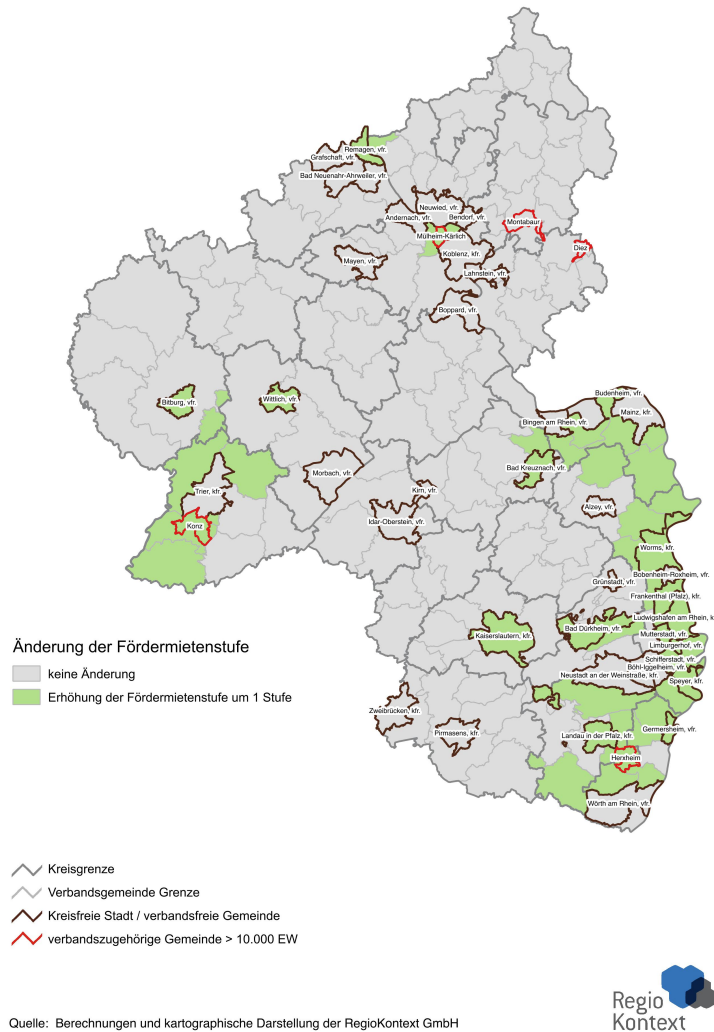 Remagen, vfr.
Grafschaft, vfr.
Bad Neuenahr-Ahrweiler, vfr.
Neuwied, vfr.
Andernach, vfr.
Bendorf, vfr.
Montabaur
Mülheim-Kärlich
Diez
Koblenz, kfr.
Mayen, vfr.
Lahnstein, vfr.
Boppard, vfr.
Budenheim, vfr.
Bitburg, vfr.
Wittlich, vfr.
Mainz, kfr.
Bingen am Rhein, vfr.
Bad Kreuznach, vfr.
Morbach, vfr.
Trier, kfr.
Kirn, vfr.
Alzey, vfr.
Konz
Idar-Oberstein, vfr.
Worms, kfr.
Bobenheim-Roxheim, vfr.
Grünstadt, vfr.
Frankenthal (Pfalz), kfr.
Ludwigshafen am Rhein, k
Bad Dürkheim, vfr.
Kaiserslautern, kfr.
Mutterstadt, vfr.
Limburgerhof, vfr.
Änderung der Fördermietenstufe
Schifferstadt, vfr.
Böhl-Iggelheim, vfr.
keine Änderung
Neustadt an der Weinstraße, kfr.
Speyer, kfr.
Erhöhung der Fördermietenstufe um 1 Stufe
Zweibrücken, kfr.
Germersheim, vfr.
Pirmasens, kfr.
Landau in der Pfalz, kfr.
Herxheim
Wörth am Rhein, vfr.
Kreisgrenze
Verbandsgemeinde Grenze
Kreisfreie Stadt / verbandsfreie Gemeinde
verbandszugehörige Gemeinde > 10.000 EW
Regio
Kontext
Quelle: Berechnungen und kartographische Darstellung der RegioKontext GmbH